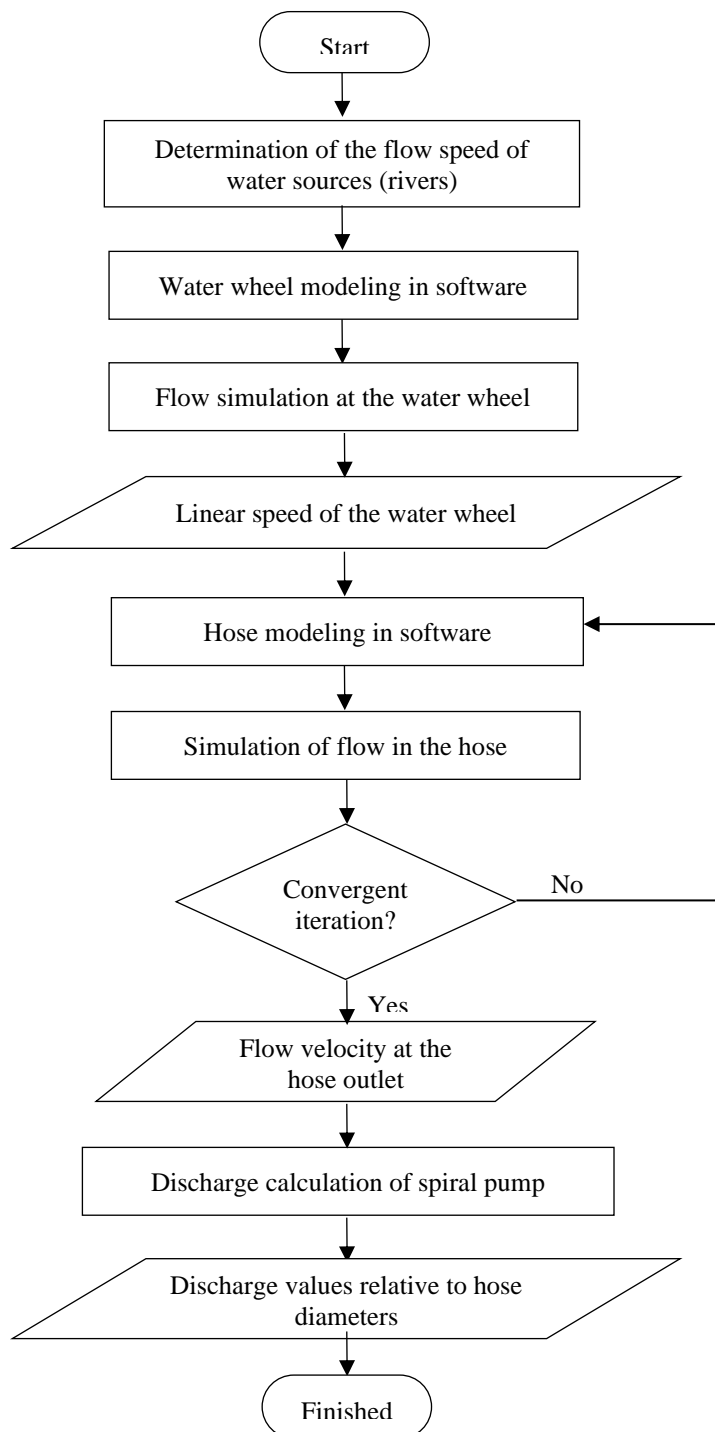 Start
Determination of the flow speed of
water sources (rivers)
Water wheel modeling in software
Flow simulation at the water wheel
Linear speed of the water wheel
Hose modeling in software
Simulation of flow in the hose
Convergent
iteration?
No
Yes
Flow velocity at the
hose outlet
Discharge calculation of spiral pump
Discharge values relative to hose
diameters
Finished